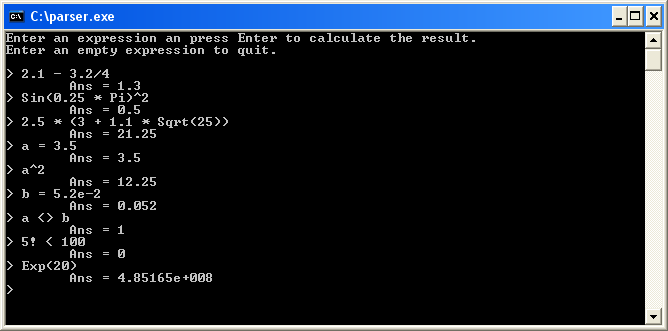 C:\parser.exe
Enter an expression an press Enter to calculate the result.
Enter an empty expression to quit.
> 2.1 - 3.2/4
Ans = 1.3
> Sin(0.25 * Pi)^2
Ans = 0.5
> 2.5 * (3 + 1.1 * Sqrt(25))
Ans = 21.25
> a = 3.5
Ans = 3.5
> a^2
Ans = 12.25
> b = 5.2e-2
Ans = 0.052
> a <> b
Ans = 1
> 5! < 100
Ans = 0
> Exp(20)
Ans = 4.85165e+008
>